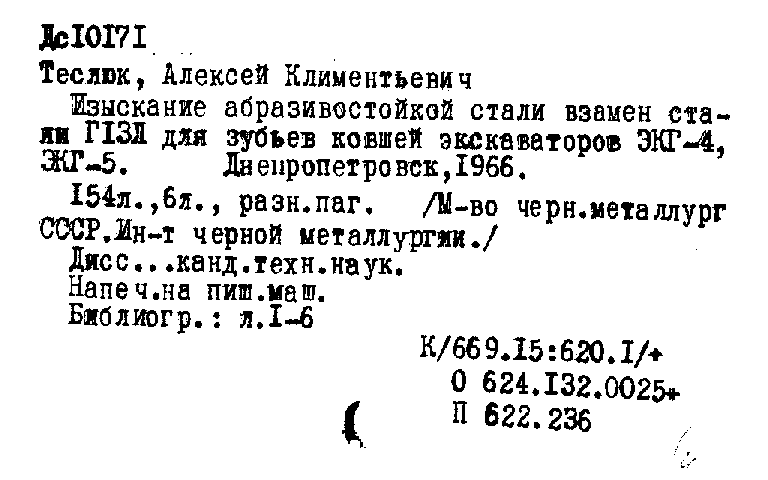 Дс10171
Теслюк, Алексей Климентьевич
Изыскание абразивостойкой стали взамен ста-
ли Г13Л для зубьев ковшей экскаваторов ЭКГ-4,
ЭКГ-5. Днепропетровск,1966.
154л.,6л., разн.паг. /М-во черн.металлург
СССР.Ин-т черной металлургии./
Дисс...канд.техн.наук.
Напеч.на пиш.маш.
Библиогр.: л.1-6
К/669.15:620.1/+
О 624.132.0025+
П 622.236